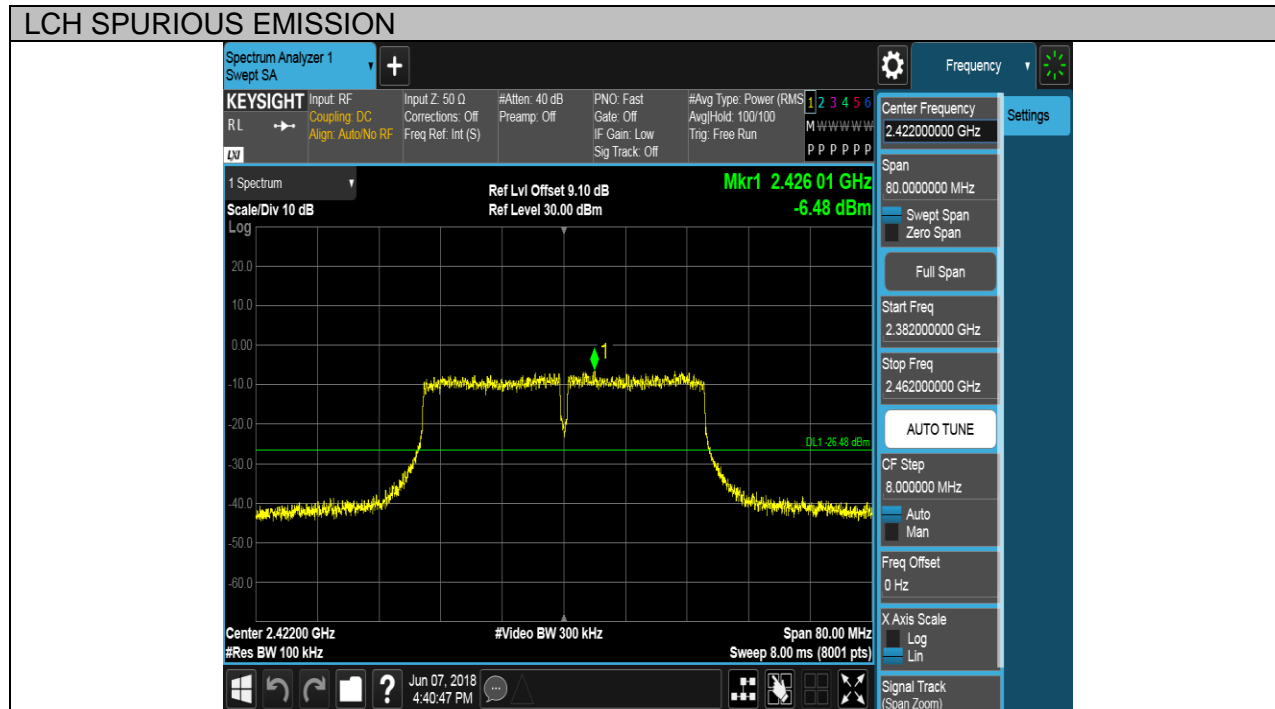 LCH SPURIOUS EMISSION
Spectrum Analyzer 1
Swept SA
Frequency
KEYSIGHT
RL
LXI
Input: RF
Coupling: DC
Align: Auto/No RF
Input Z: 50 Ω
Corrections: Off
Freq Ref: Int (S)
#Atten: 40 dB
Preamp: Off
PNO: Fast
Gate: Off
IF Gain: Low
Sig Track: Off
#Avg Type: Power (RMS
Avg|Hold: 100/100
Trig: Free Run
1 2 3 4 5 6
M W W W W W
P P P P P P
1 Spectrum
Scale/Div 10 dB
Log
Ref Lvl Offset 9.10 dB
Ref Level 30.00 dBm
Mkr1 2.426 01 GHz
-6.48 dBm
20.0
10.0
0.00
-10.0
-20.0
-30.0
-40.0
-50.0
-60.0
1
DL1 -26.48 dBm
Center 2.42200 GHz
#Res BW 100 kHz
#Video BW 300 kHz
Span 80.00 MHz
Sweep 8.00 ms (8001 pts)
Jun 07, 2018
4:40:47 PM
Center Frequency
2.422000000 GHz
Span
80.0000000 MHz
Swept Span
Zero Span
Full Span
Start Freq
2.382000000 GHz
Stop Freq
2.462000000 GHz
AUTO TUNE
CF Step
8.000000 MHz
Auto
Man
Freq Offset
0 Hz
X Axis Scale
Log
Lin
Signal Track
(Span Zoom)
Settings